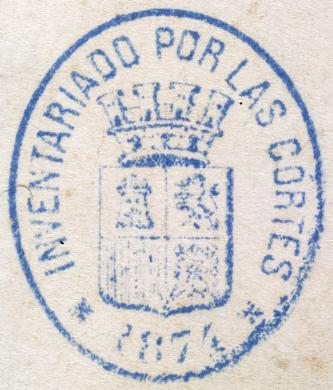 INVENTARIADO POR LAS CORTES
* 1874 *